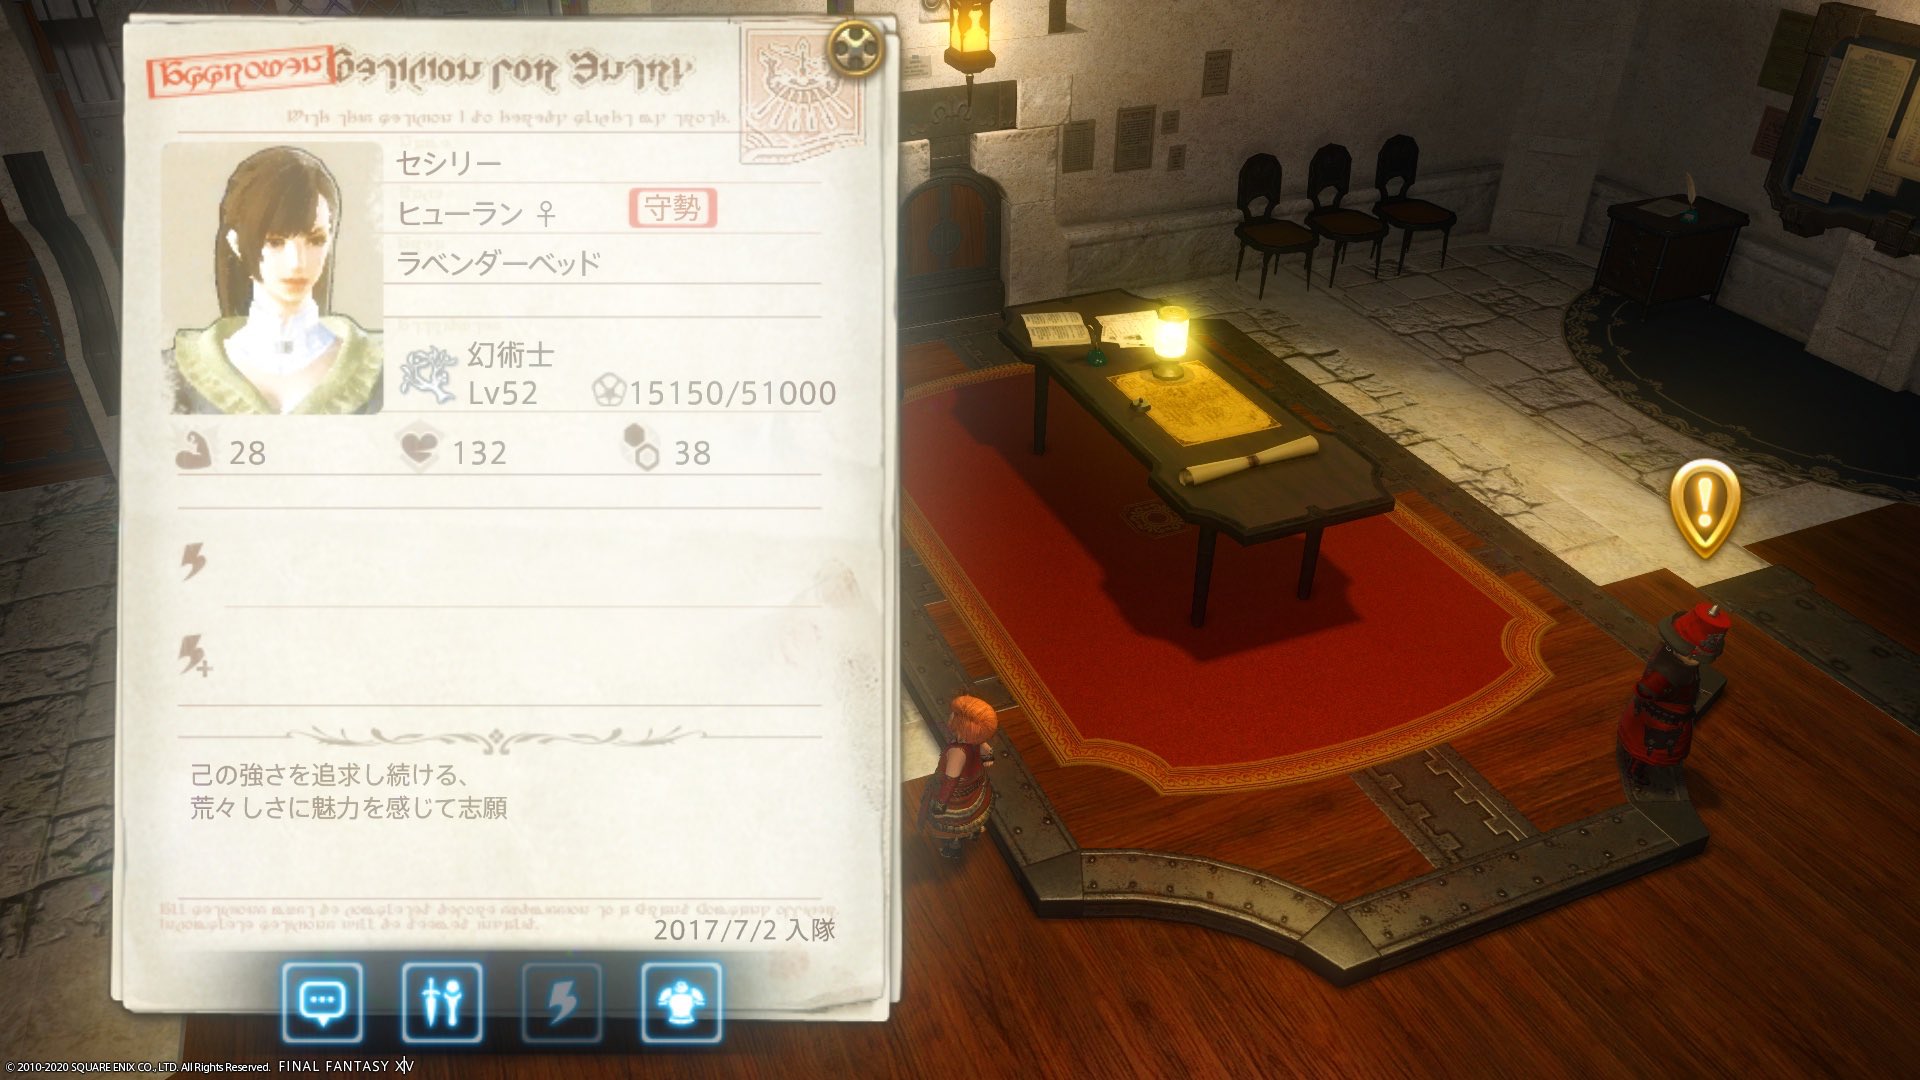 セシリー
ヒューラン ♀
守勢
ラベンダーベッド
幻術士
Lv52
15150/51000
28
132
38
己の強さを追求し続ける、
荒々しさに魅力を感じて志願
2017/7/2 入隊
© 2010-2020 SQUARE ENIX CO., LTD. All Rights Reserved. FINAL FANTASY XIV